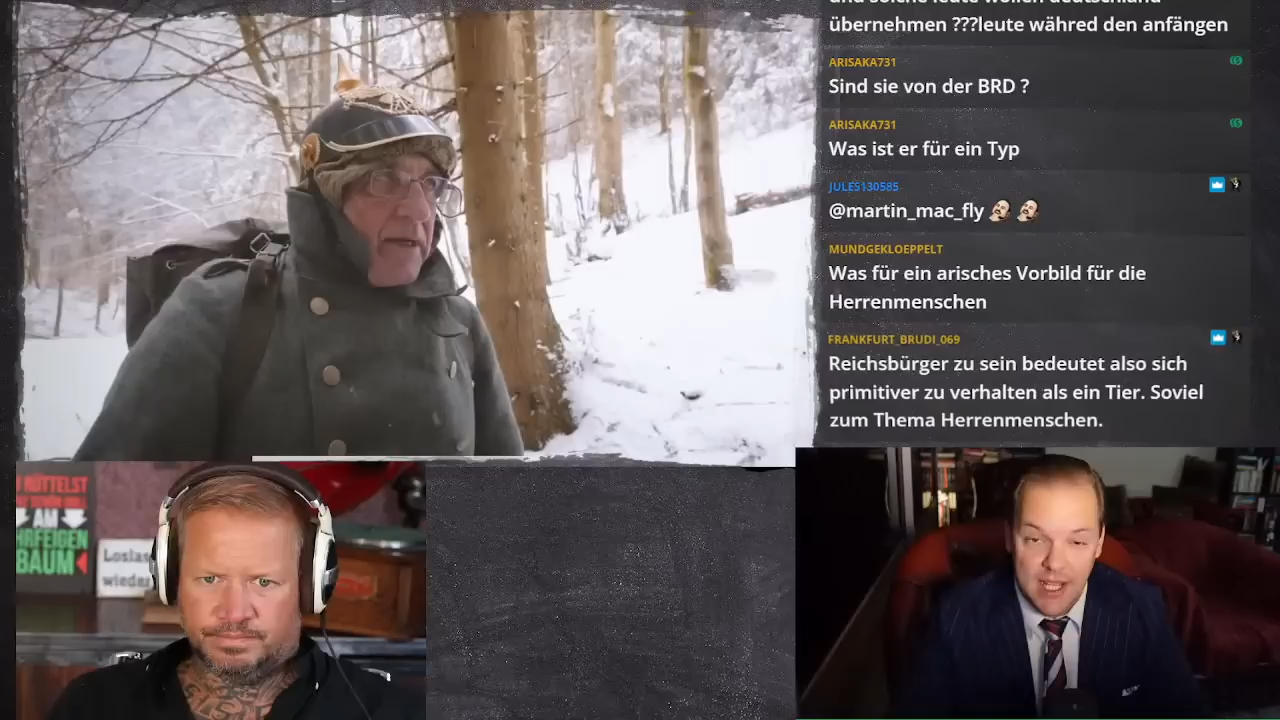 übernehmen ???leute währed den anfängen
ARISAKA731
Sind sie von der BRD ?
ARISAKA731
Was ist er für ein Typ
JULES130585
@martin_mac_fly
MUNDGEKLOEPPELT
Was für ein arisches Vorbild für die
Herrenmenschen
FRANKFURT_BRUDI_069
Reichsbürger zu sein bedeutet also sich
primitiver zu verhalten als ein Tier. Soviel
zum Thema Herrenmenschen.
RÜTTELST
AM
BAUM
Loslas
wieder